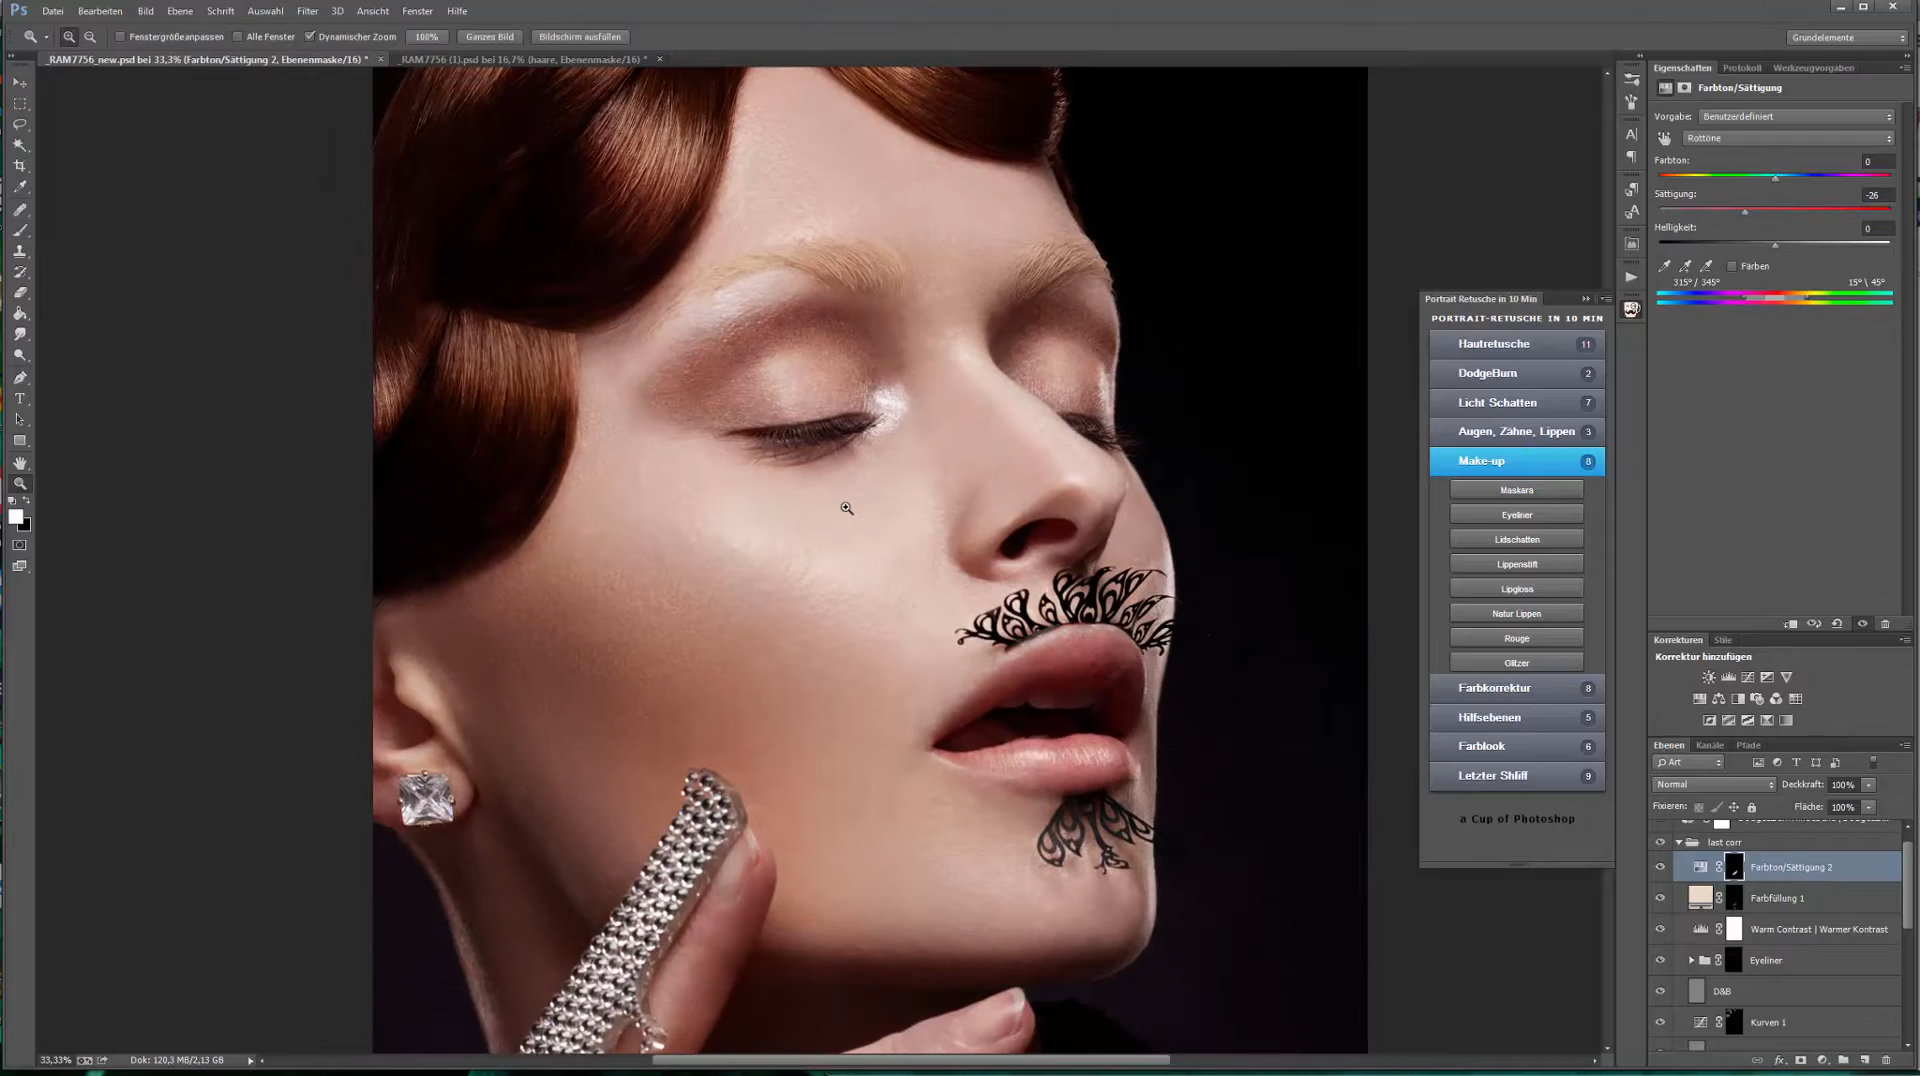 Ps Datei Bearbeiten Bild Ebene Schrift Auswahl Filter 3D Ansicht Fenster Hilfe
Fenstergrößeanpassen Alle Fenster Dynamischer Zoom 100% Ganzes Bild Bildschirm ausfüllen Grundelemente
_RAM7756_new.psd bei 33,3% (Farbton/Sättigung 2, Ebenenmaske/16) * _RAM7756 (1).psd bei 16,7% (haare, Ebenenmaske/16) *
Eigenschaften Protokoll Werkzeugvorgaben
Farbton/Sättigung
Vorgabe: Benutzerdefiniert
Rottöne
Farbton: 0
Sättigung: -26
Helligkeit: 0
Färben
315° / 345° 15° \ 45°
Portrait Retusche in 10 Min
PORTRAIT-RETUSCHE IN 10 MIN
Hautretusche 11
DodgeBurn 2
Licht Schatten 7
Augen, Zähne, Lippen 3
Make-up 8
Maskara
Eyeliner
Lidschatten
Lippenstift
Lipgloss
Natur Lippen
Rouge
Glitzer
Farbkorrektur 8
Hilfsebenen 5
Farblook 6
Letzter Shliff 9
a Cup of Photoshop
Korrekturen Stile
Korrektur hinzufügen
Ebenen Kanäle Pfade
Art
Normal Deckkraft: 100%
Fixieren: Fläche: 100%
last corr
Farbton/Sättigung 2
Farbfüllung 1
Warm Contrast | Warmer Kontrast
Eyeliner
D&B
Kurven 1
33,33% Dok: 120,3 MB/2,13 GB